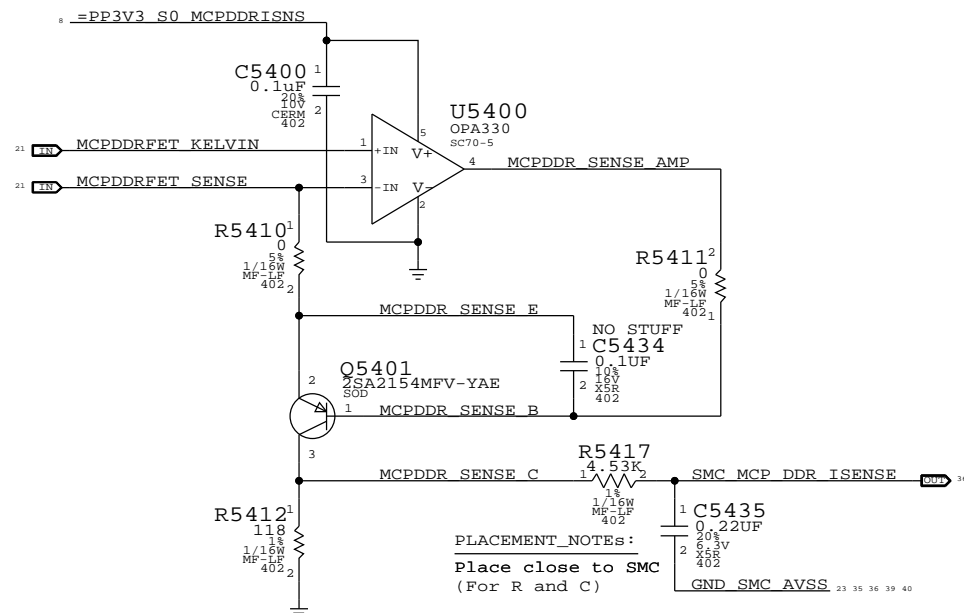 8 =PP3V3_S0_MCPDDRISNS
C5400 1
0.1uF
20%
10V 2
CERM
402
U5400
OPA330
SC70-5
21 IN MCPDDRFET_KELVIN 1 +IN V+ 5
4 MCPDDR_SENSE_AMP
21 IN MCPDDRFET_SENSE 3 -IN V- 2
R5410 1
0
5%
1/16W
MF-LF
402 2
R5411 2
0
5%
1/16W
MF-LF
402 1
MCPDDR_SENSE_E
NO STUFF
1 C5434
0.1UF
10%
2 16V
X5R
402
Q5401
2 2SA2154MFV-YAE
SOD
1 MCPDDR_SENSE_B
3
R5417
4.53K
MCPDDR_SENSE_C 1 2 SMC_MCP_DDR_ISENSE OUT 36
1%
1/16W
MF-LF
402
R5412 1
118
1%
1/16W
MF-LF
402 2
1 C5435
0.22UF
20%
2 6.3V
X5R
402
PLACEMENT_NOTEs:
Place close to SMC
(For R and C)
GND_SMC_AVSS 23 35 36 39 40